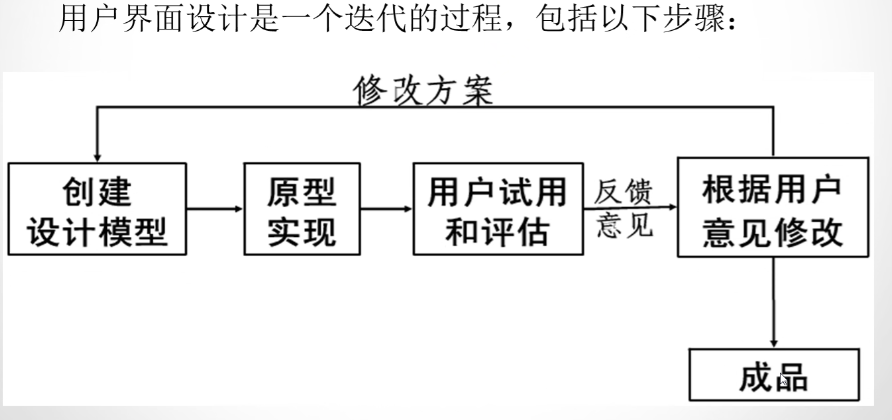 用户界面设计是一个迭代的过程，包括以下步骤：
修改方案
创建
设计模型
原型
实现
用户试用
和评估
反馈
意见
根据用户
意见修改
成品